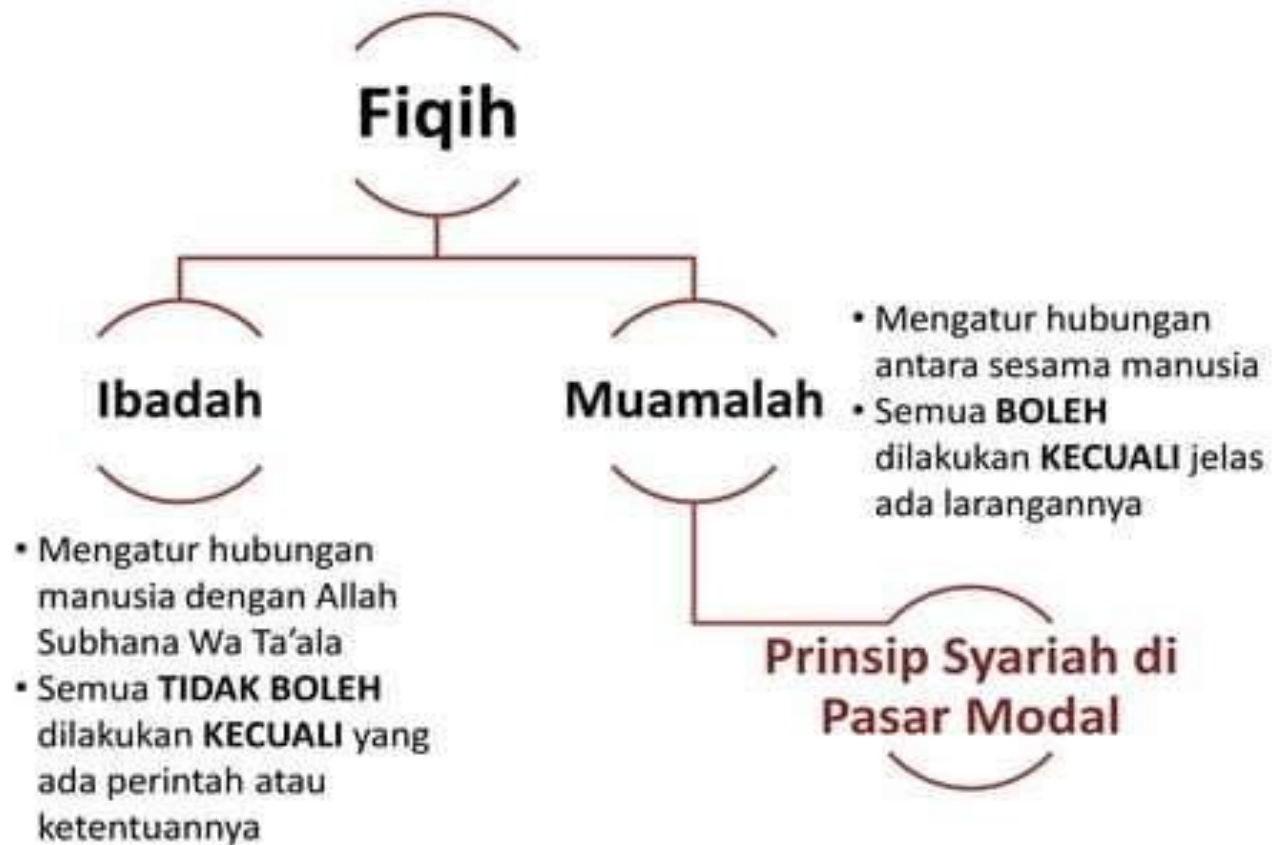 Fiqih
Ibadah
• Mengatur hubungan
manusia dengan Allah
Subhana Wa Ta'ala
• Semua TIDAK BOLEH
dilakukan KECUALI yang
ada perintah atau
ketentuannya
Muamalah
• Mengatur hubungan
antara sesama manusia
• Semua BOLEH
dilakukan KECUALI jelas
ada larangannya
Prinsip Syariah di
Pasar Modal